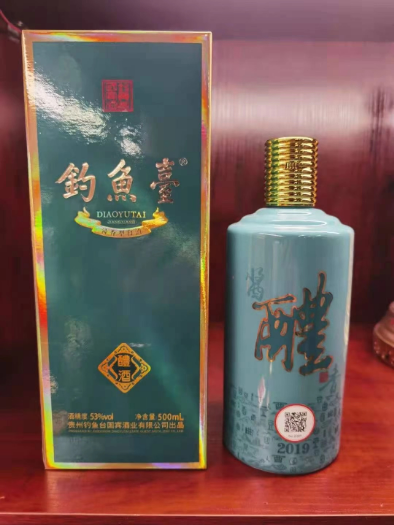 釣魚臺
DIAOYUTAI
醴酒
酒精度 53%vol 净含量 500mL
贵州钓鱼台国宾酒业有限公司出品
醬
醴
2019